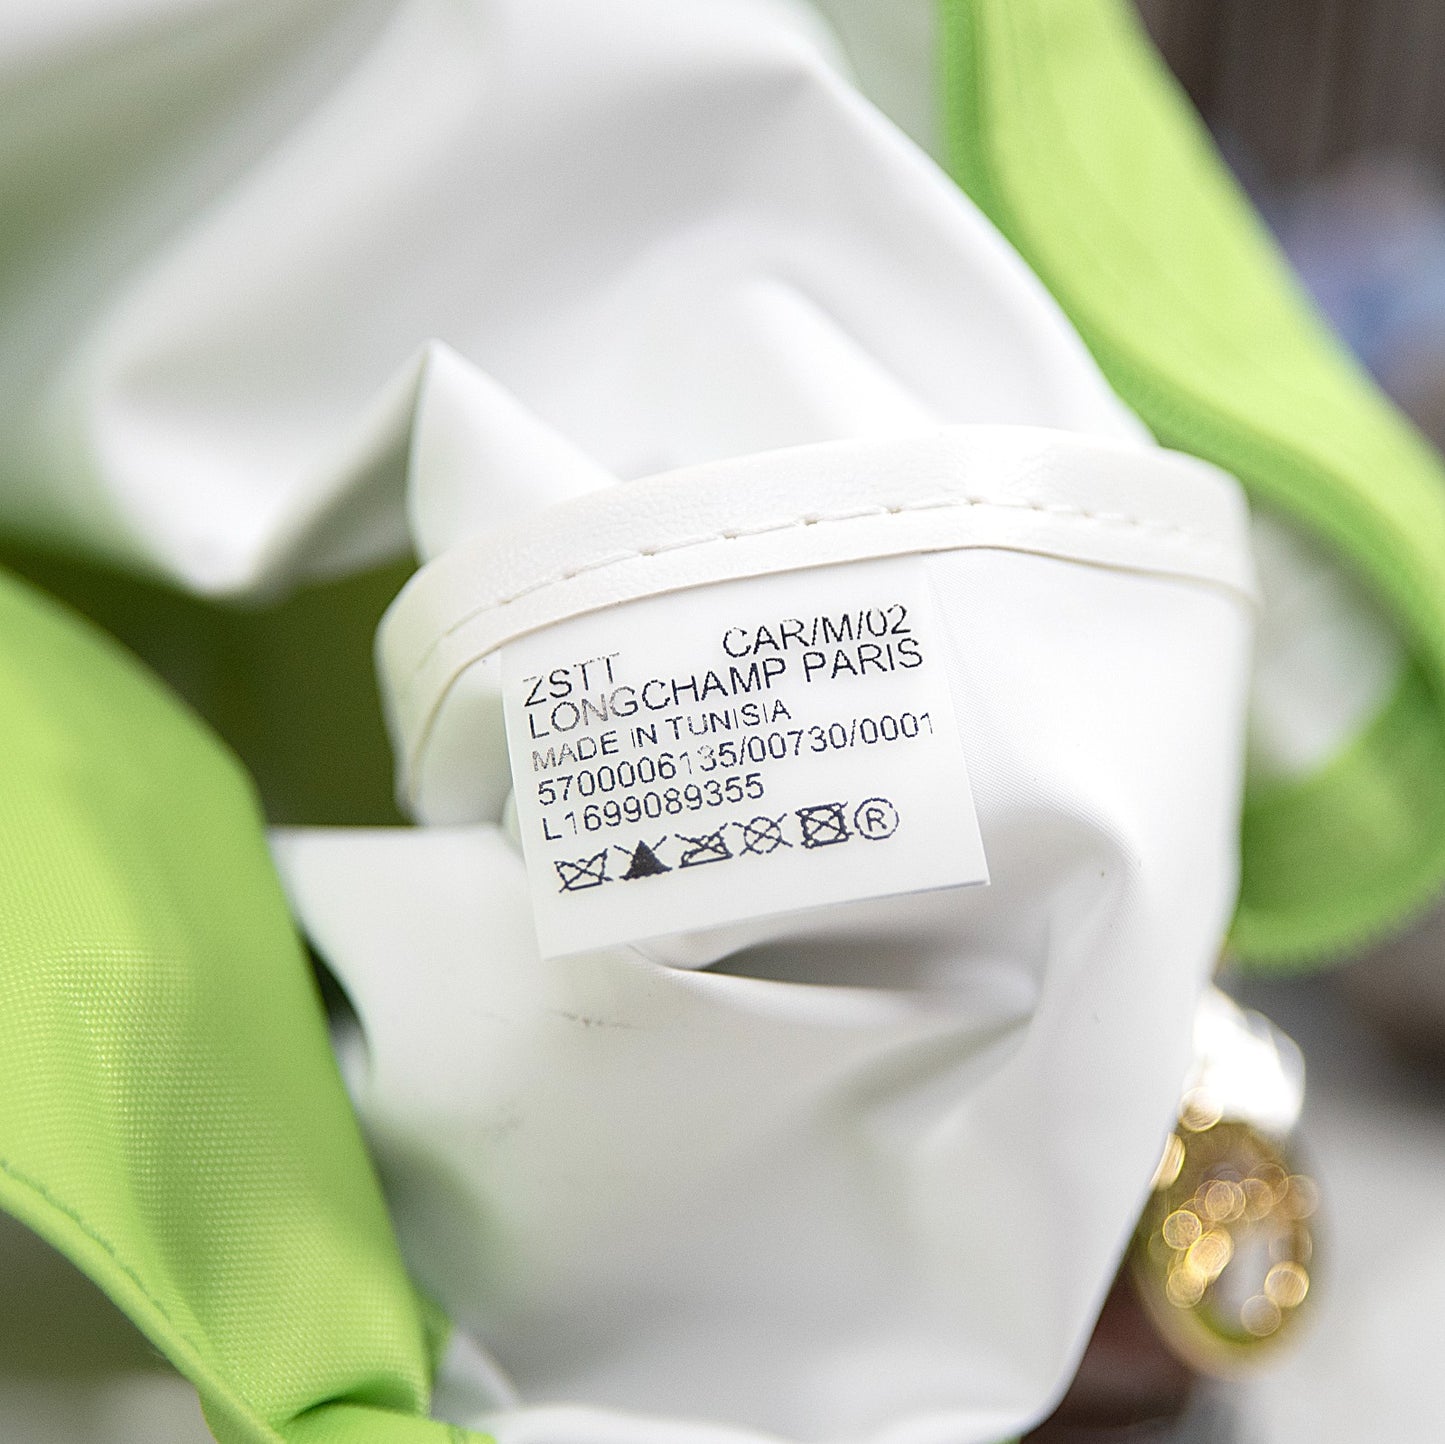 CAR/M/02
ZSTT
LONGCHAMP PARIS
MADE IN TUNISIA
5700006135/00730/0001
L1699089355
®